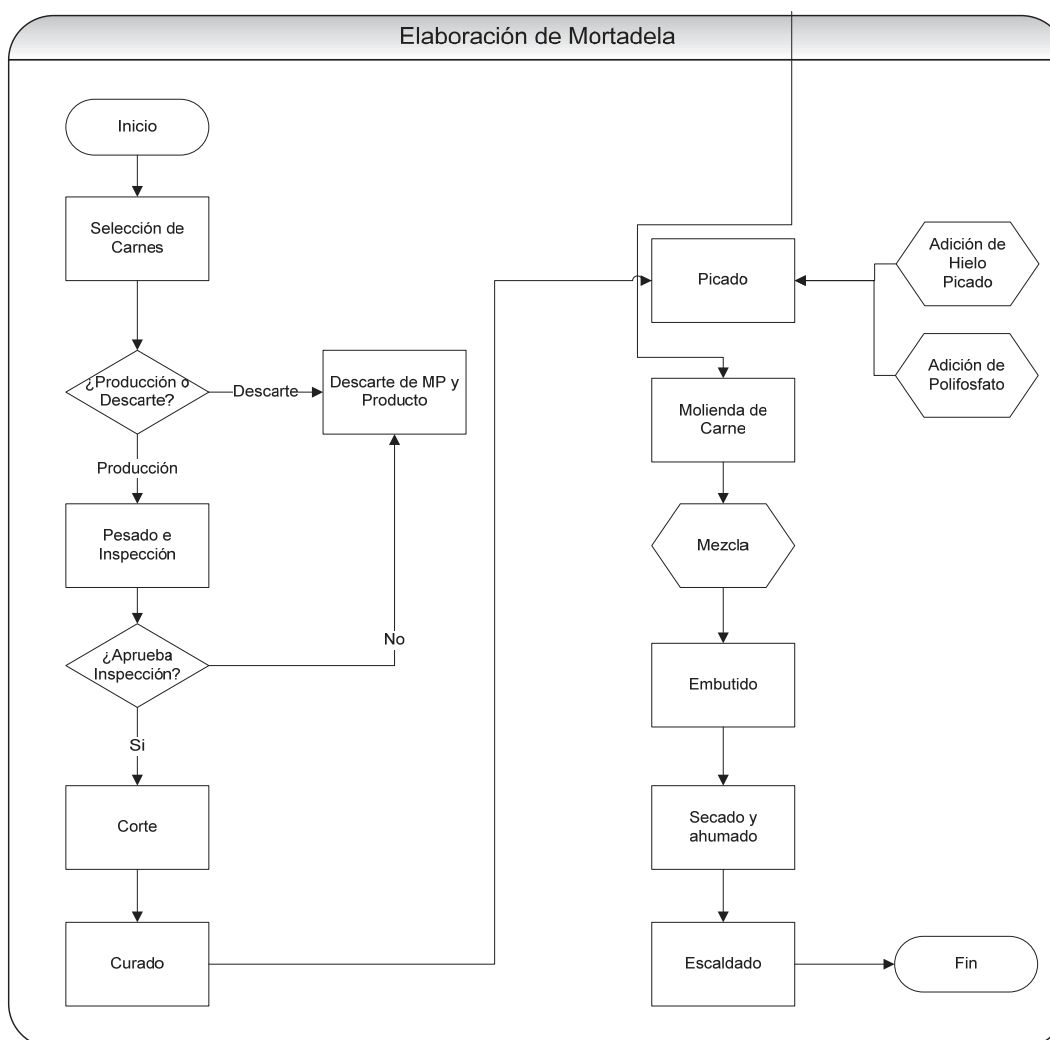 Elaboración de Mortadela
Inicio
Selección de
Carnes
¿Producción o
Descarte?
Descarte
Descarte de MP y
Producto
Producción
Pesado e
Inspección
¿Aprueba
Inspección?
No
Si
Corte
Curado
Picado
Adición de
Hielo
Picado
Adición de
Polifosfato
Molienda de
Carne
Mezcla
Embutido
Secado y
ahumado
Escaldado
Fin